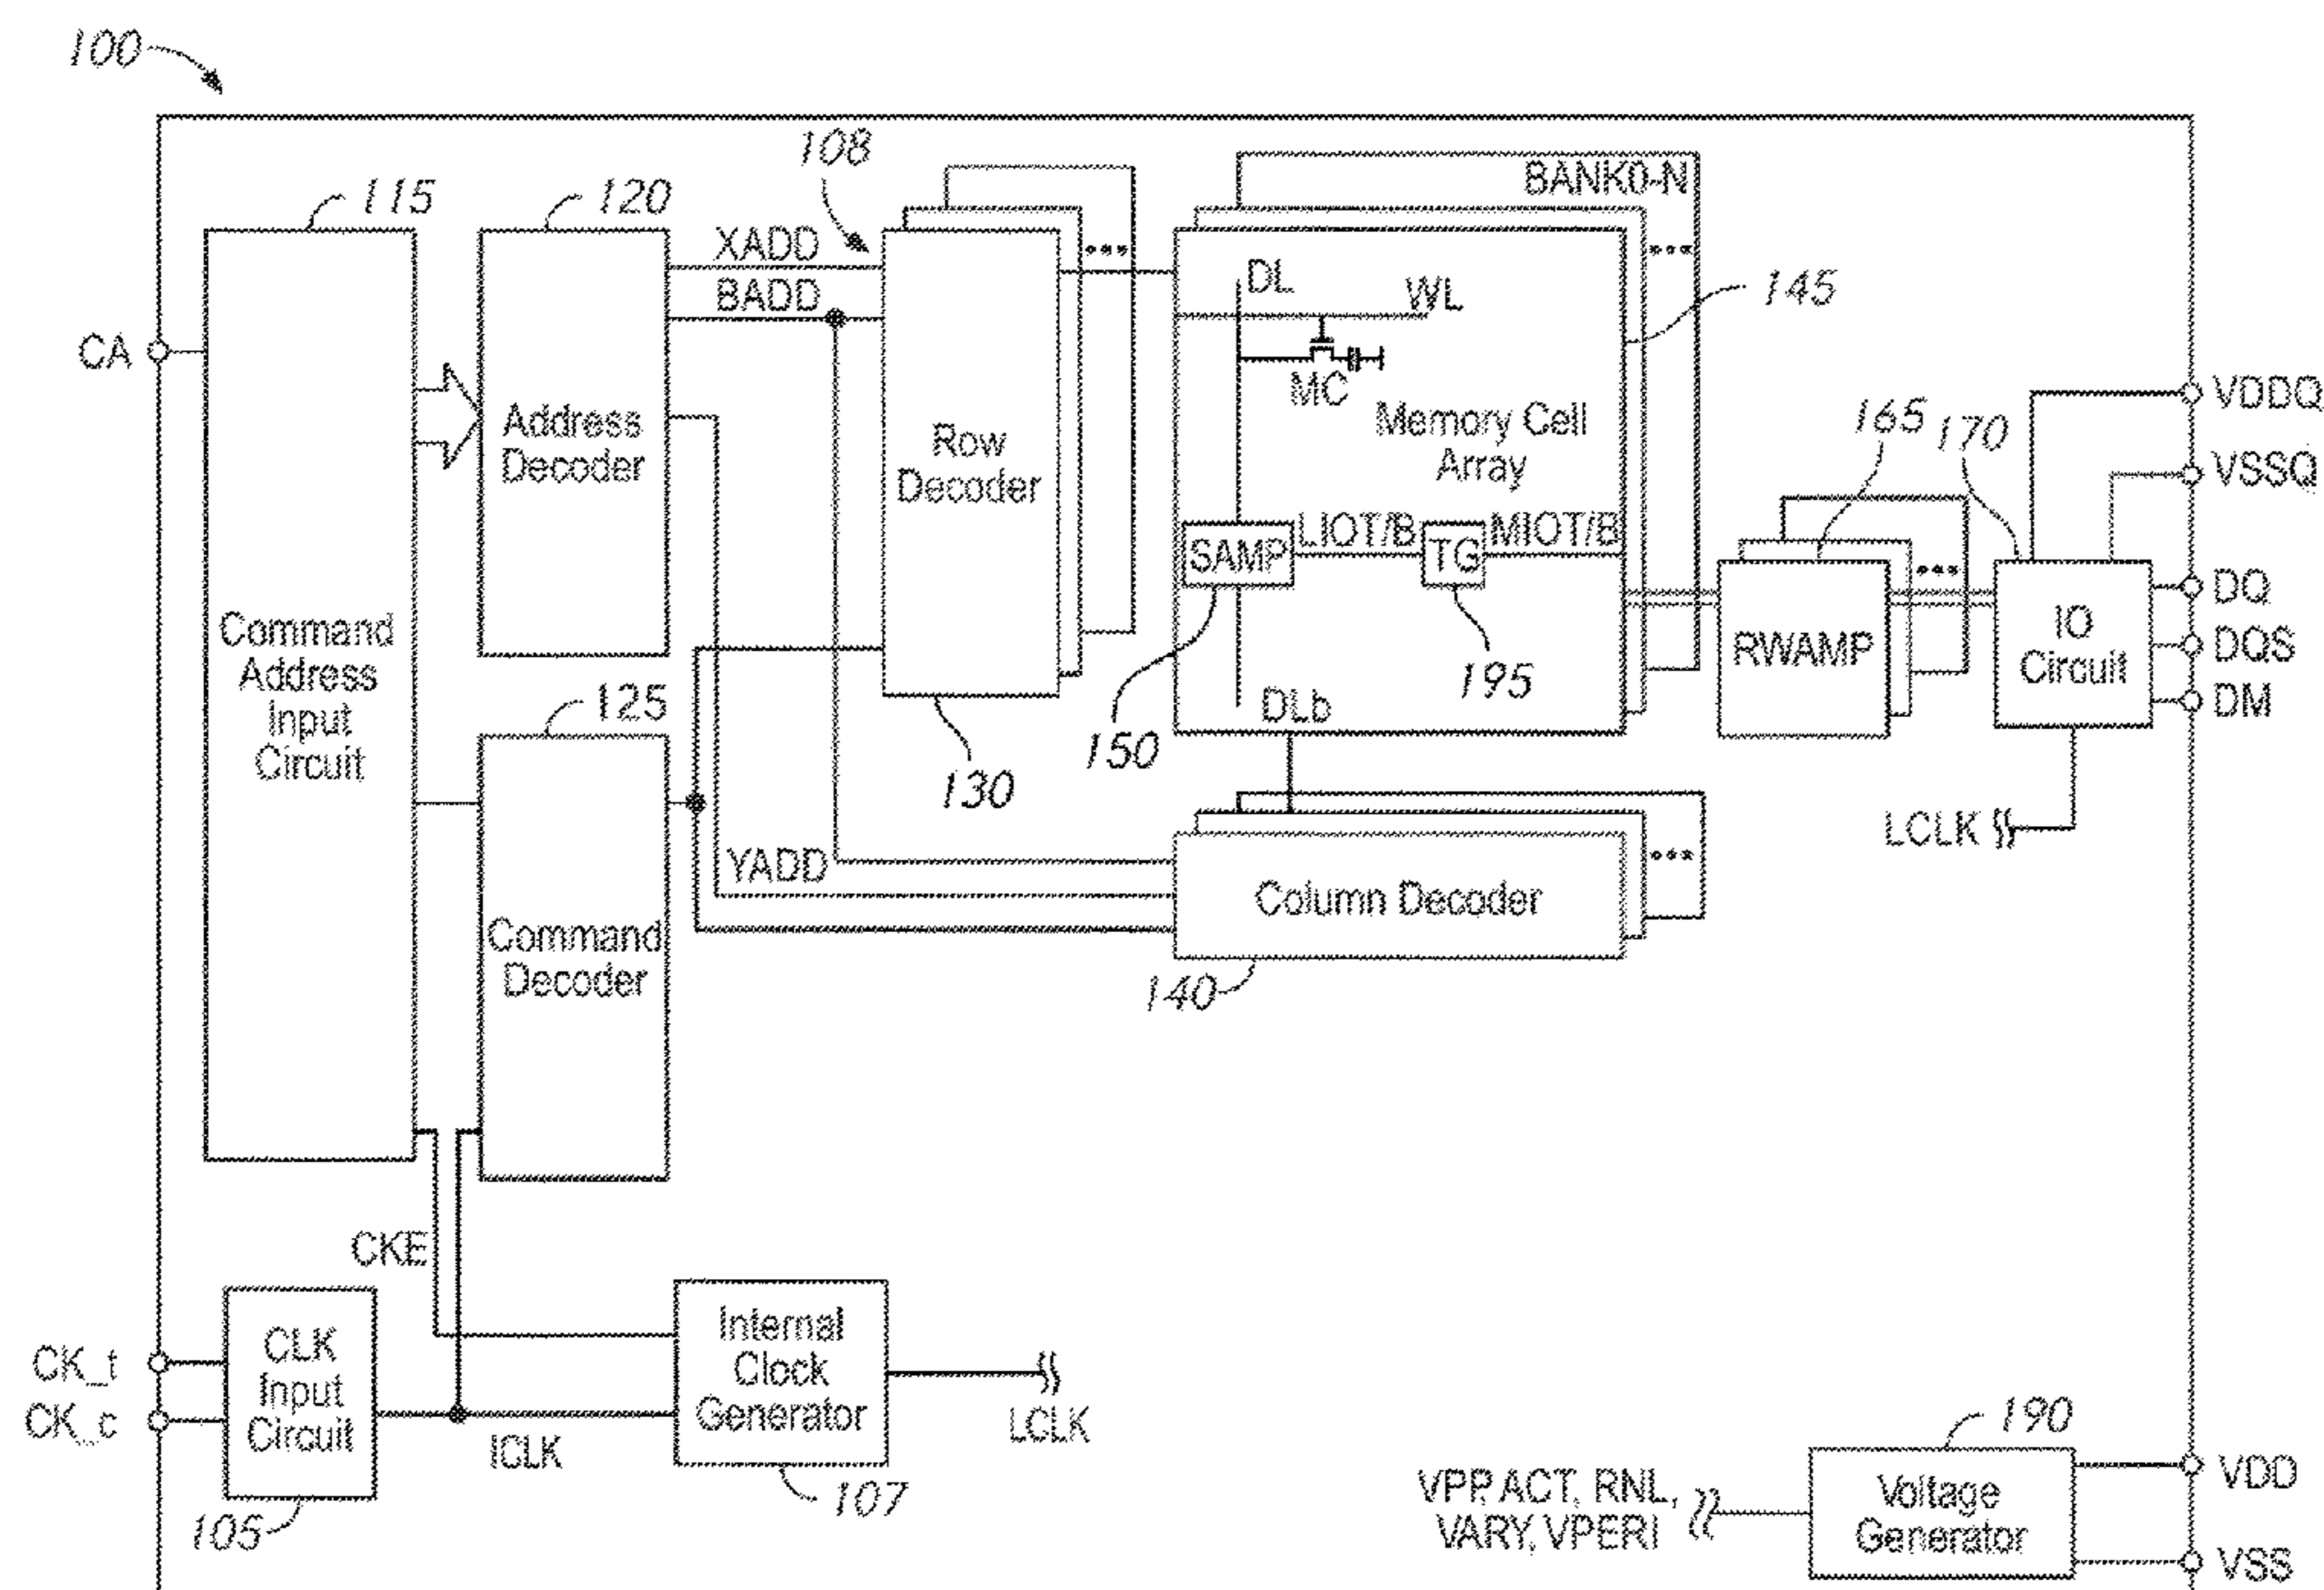 100
108
BANK0-N
115
120
XADD
BADD
DL
WL
145
CA
MC
Address
Decoder
Row
Decoder
Memory Cell
Array
165
170
VDDQ
VSSQ
SAMP
LIOT/B
TG
MIOT/B
Command
Address
Input
Circuit
RWAMP
IO
Circuit
DQ
DQS
DM
195
125
DLb
150
130
LCLK
YADD
Column Decoder
Command
Decoder
140
CKE
CK_t
CK_c
CLK
Input
Circuit
Internal
Clock
Generator
ICLK
LCLK
105
107
190
VPP, ACT, RNL,
VARY, VPERI
Voltage
Generator
VDD
VSS